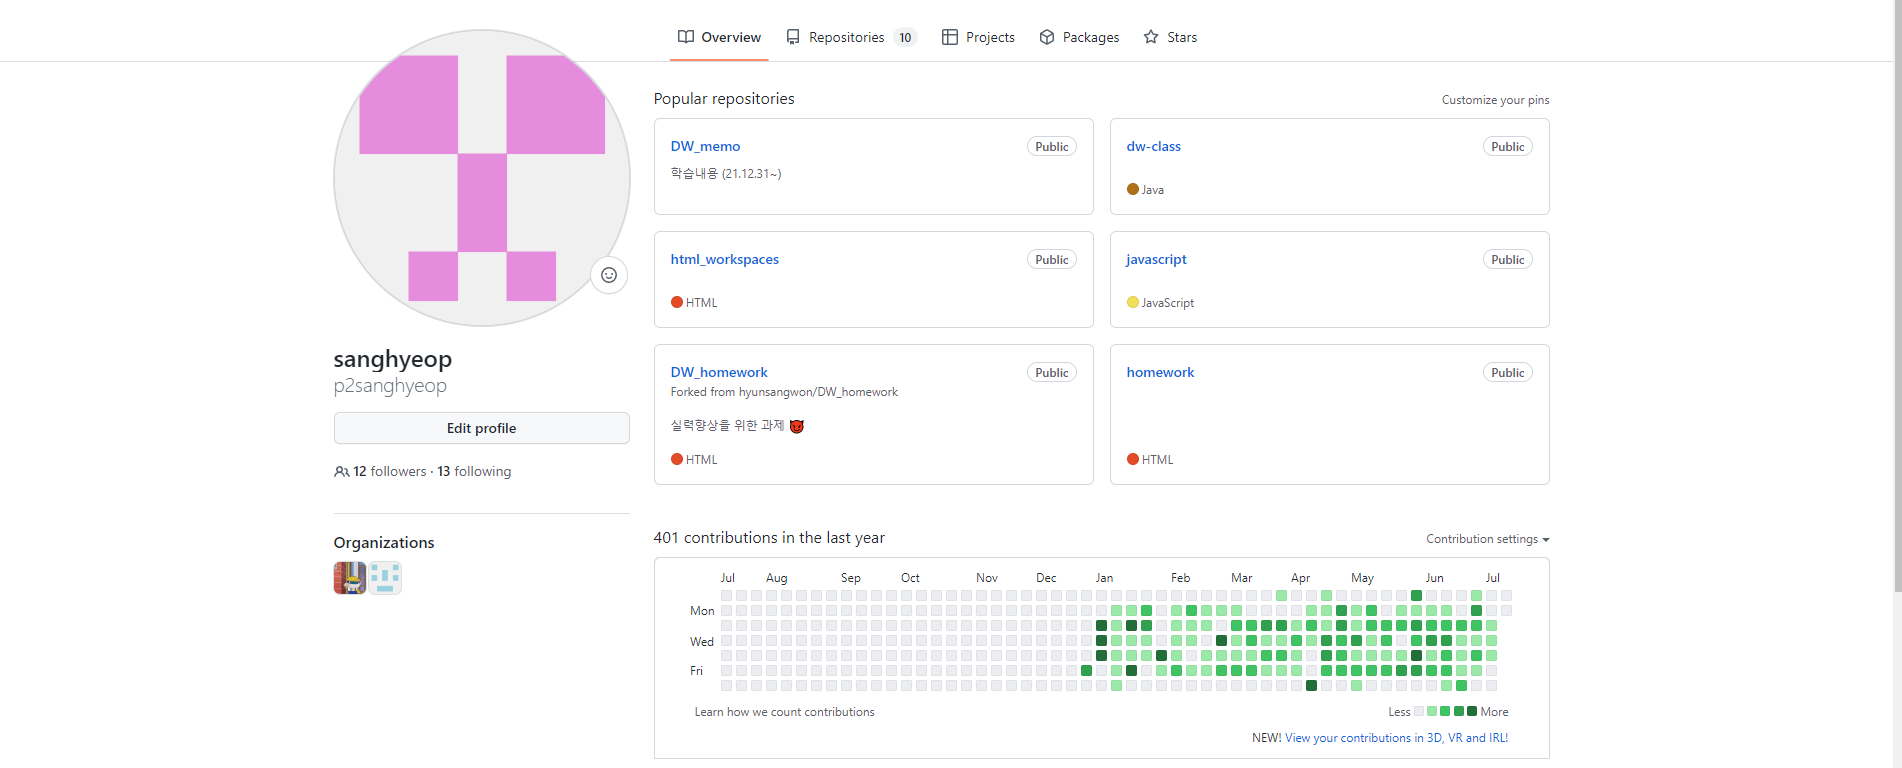 Overview Repositories 10 Projects Packages Stars
sanghyeop
p2sanghyeop
Edit profile
12 followers · 13 following
Organizations
Popular repositories
Customize your pins
DW_memo Public
학습내용 (21.12.31~)
dw-class Public
Java
html_workspaces Public
HTML
javascript Public
JavaScript
DW_homework Public
Forked from hyunsangwon/DW_homework
실력향상을 위한 과제 😈
HTML
homework Public
HTML
401 contributions in the last year
Contribution settings
Jul Aug Sep Oct Nov Dec Jan Feb Mar Apr May Jun Jul
Mon
Wed
Fri
Learn how we count contributions
Less More
NEW! View your contributions in 3D, VR and IRL!